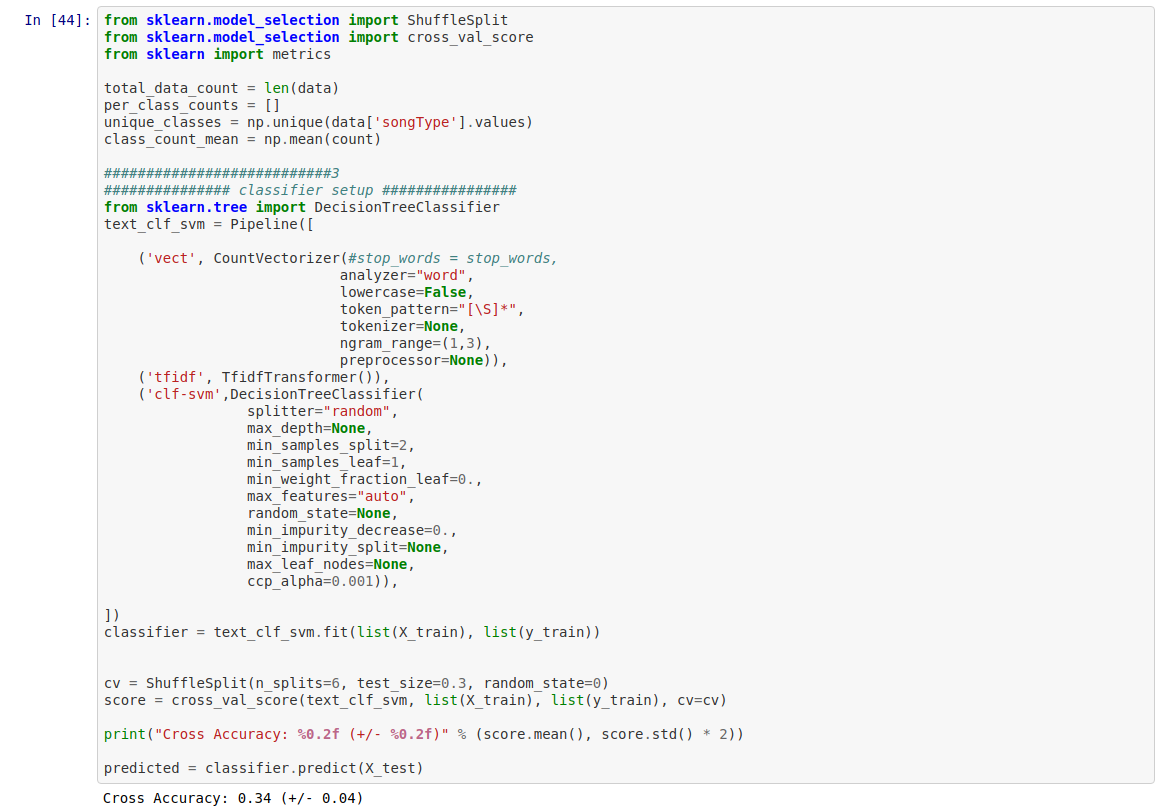 In [44]:
from sklearn.model_selection import ShuffleSplit
from sklearn.model_selection import cross_val_score
from sklearn import metrics

total_data_count = len(data)
per_class_counts = []
unique_classes = np.unique(data['songType'].values)
class_count_mean = np.mean(count)

###########################3
############### classifier setup ################
from sklearn.tree import DecisionTreeClassifier
text_clf_svm = Pipeline([

    ('vect', CountVectorizer(#stop_words = stop_words,
                            analyzer="word",
                            lowercase=False,
                            token_pattern="[\S]*",
                            tokenizer=None,
                            ngram_range=(1,3),
                            preprocessor=None)),
    ('tfidf', TfidfTransformer()),
    ('clf-svm',DecisionTreeClassifier(
                 splitter="random",
                 max_depth=None,
                 min_samples_split=2,
                 min_samples_leaf=1,
                 min_weight_fraction_leaf=0.,
                 max_features="auto",
                 random_state=None,
                 min_impurity_decrease=0.,
                 min_impurity_split=None,
                 max_leaf_nodes=None,
                 ccp_alpha=0.001)),

])
classifier = text_clf_svm.fit(list(X_train), list(y_train))


cv = ShuffleSplit(n_splits=6, test_size=0.3, random_state=0)
score = cross_val_score(text_clf_svm, list(X_train), list(y_train), cv=cv)

print("Cross Accuracy: %0.2f (+/- %0.2f)" % (score.mean(), score.std() * 2))

predicted = classifier.predict(X_test)
Cross Accuracy: 0.34 (+/- 0.04)